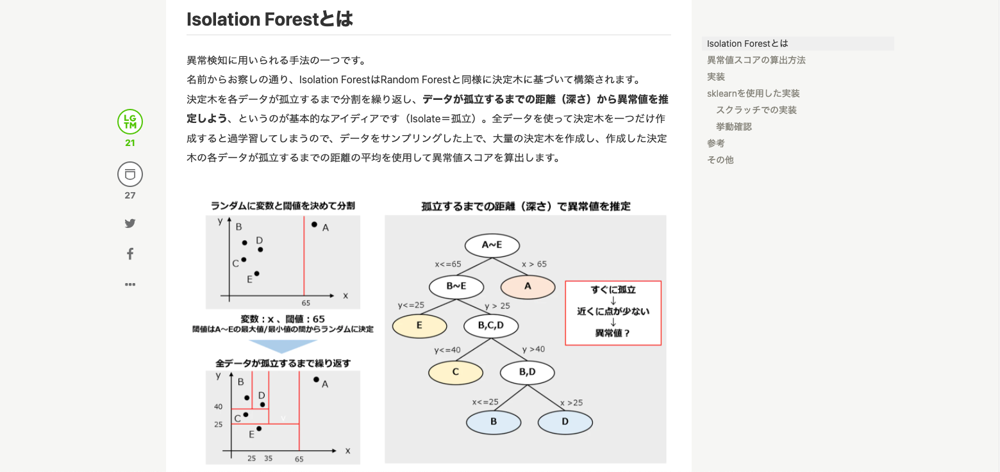 Isolation Forestとは
異常検知に用いられる手法の一つです。
名前からお察しの通り、Isolation ForestはRandom Forestと同様に決定木に基づいて構築されます。
決定木を各データが孤立するまで分割を繰り返し、データが孤立するまでの距離（深さ）から異常値を推
定しよう、というのが基本的なアイディアです（Isolate＝孤立）。全データを使って決定木を一つだけ作
成すると過学習してしまうので、データをサンプリングした上で、大量の決定木を作成し、作成した決定
木の各データが孤立するまでの距離の平均を使用して異常値スコアを算出します。
LG
TM
21
27
ランダムに変数と閾値を決めて分割
y
B
A
D
C
E
x
65
変数：x 、閾値：65
閾値はA～Eの最大値/最小値の間からランダムに決定
全データが孤立するまで繰り返す
y
B
A
D
40
C
y
25
E
x
25 35 65
孤立するまでの距離（深さ）で異常値を推定
A~E
x<=65
x > 65
B~E
A
y<=25
y > 25
E
B,C,D
y<=40
y >40
C
B,D
x<=25
x >25
B
D
すぐに孤立
↓
近くに点が少ない
↓
異常値？
Isolation Forestとは
異常値スコアの算出方法
実装
sklearnを使用した実装
スクラッチでの実装
挙動確認
参考
その他